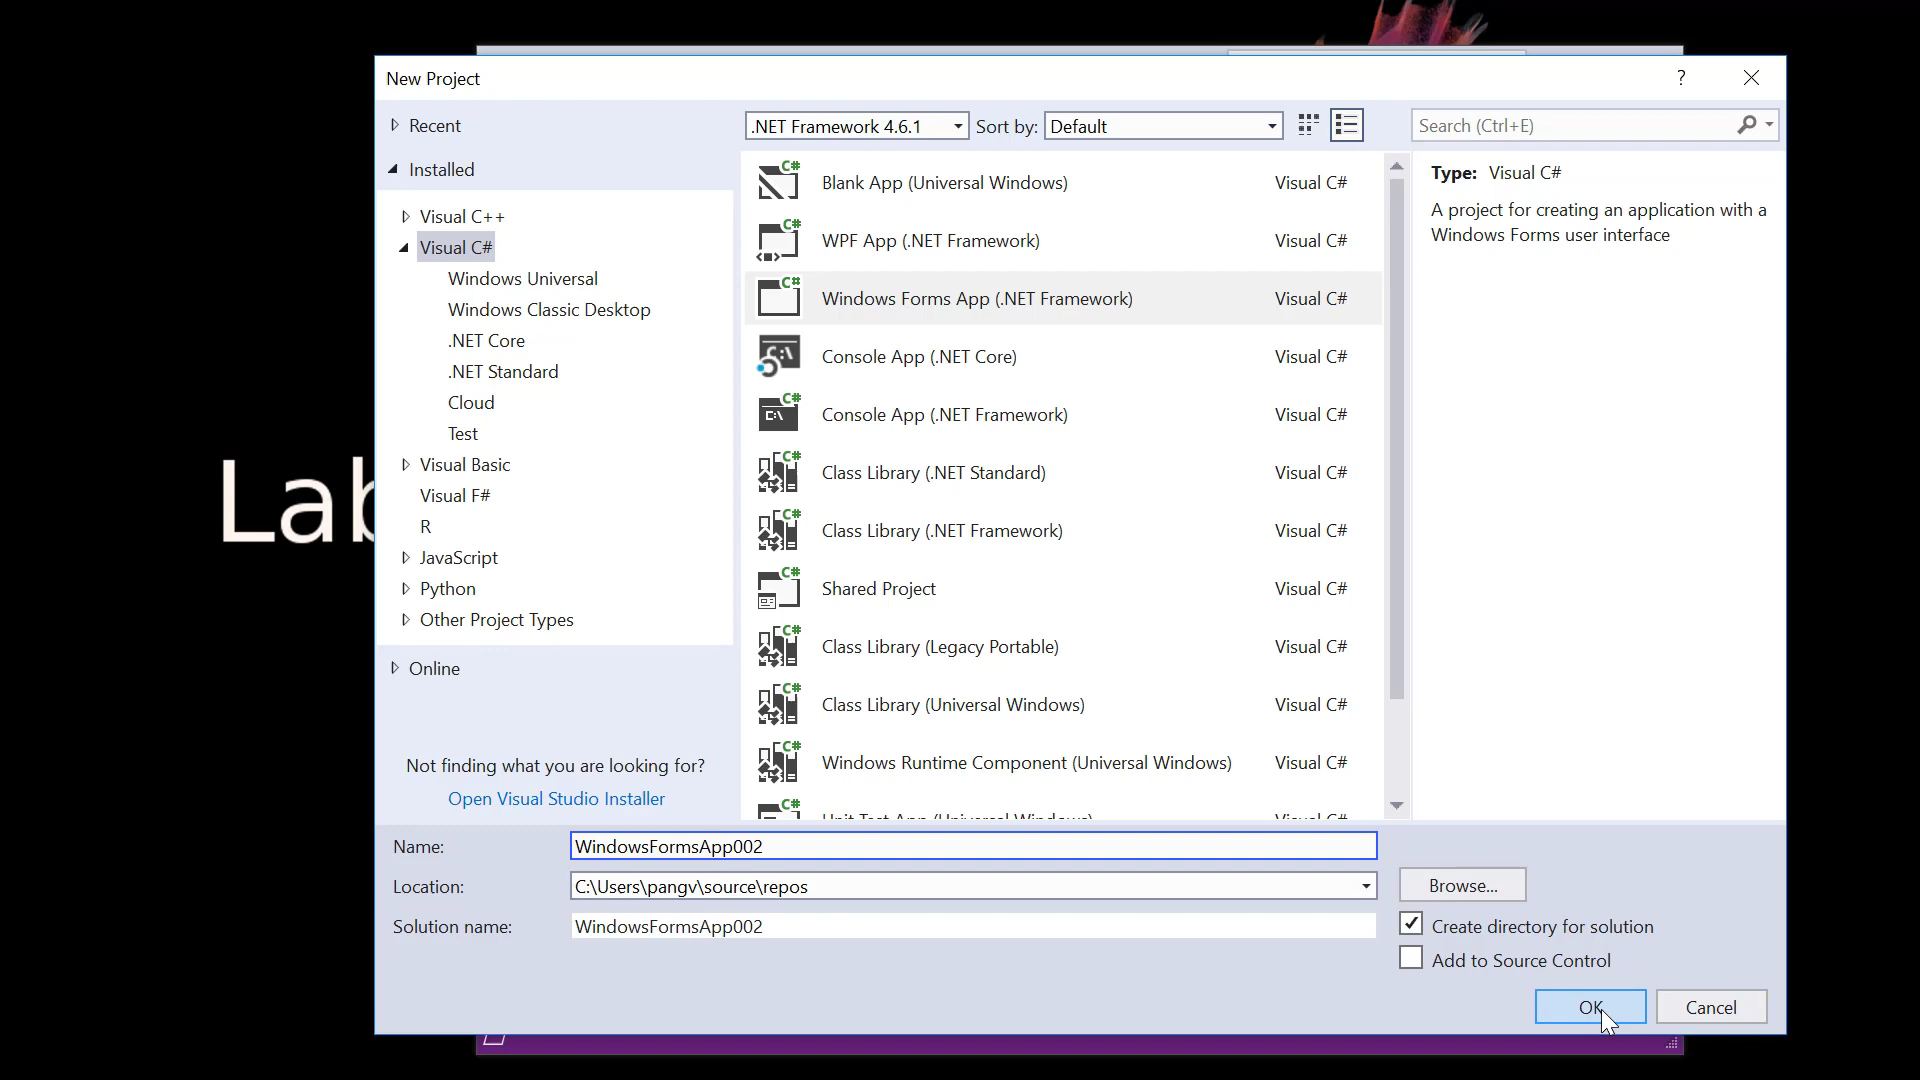 New Project
?
Recent
.NET Framework 4.6.1
Sort by:
Default
Search (Ctrl+E)
Installed
Visual C++
Visual C#
Windows Universal
Windows Classic Desktop
.NET Core
.NET Standard
Cloud
Test
Visual Basic
Visual F#
R
JavaScript
Python
Other Project Types
Online
Not finding what you are looking for?
Open Visual Studio Installer
C# Blank App (Universal Windows) Visual C#
C# WPF App (.NET Framework) Visual C#
C# Windows Forms App (.NET Framework) Visual C#
C:\ Console App (.NET Core) Visual C#
C# C:\ Console App (.NET Framework) Visual C#
C# Class Library (.NET Standard) Visual C#
C# Class Library (.NET Framework) Visual C#
C# Shared Project Visual C#
C# Class Library (Legacy Portable) Visual C#
C# Class Library (Universal Windows) Visual C#
C# Windows Runtime Component (Universal Windows) Visual C#
C# Unit Test App (Universal Windows) Visual C#
Type: Visual C#
A project for creating an application with a
Windows Forms user interface
Lab
Name: WindowsFormsApp002
Location: C:\Users\pangv\source\repos
Browse...
Solution name: WindowsFormsApp002
Create directory for solution
Add to Source Control
OK
Cancel